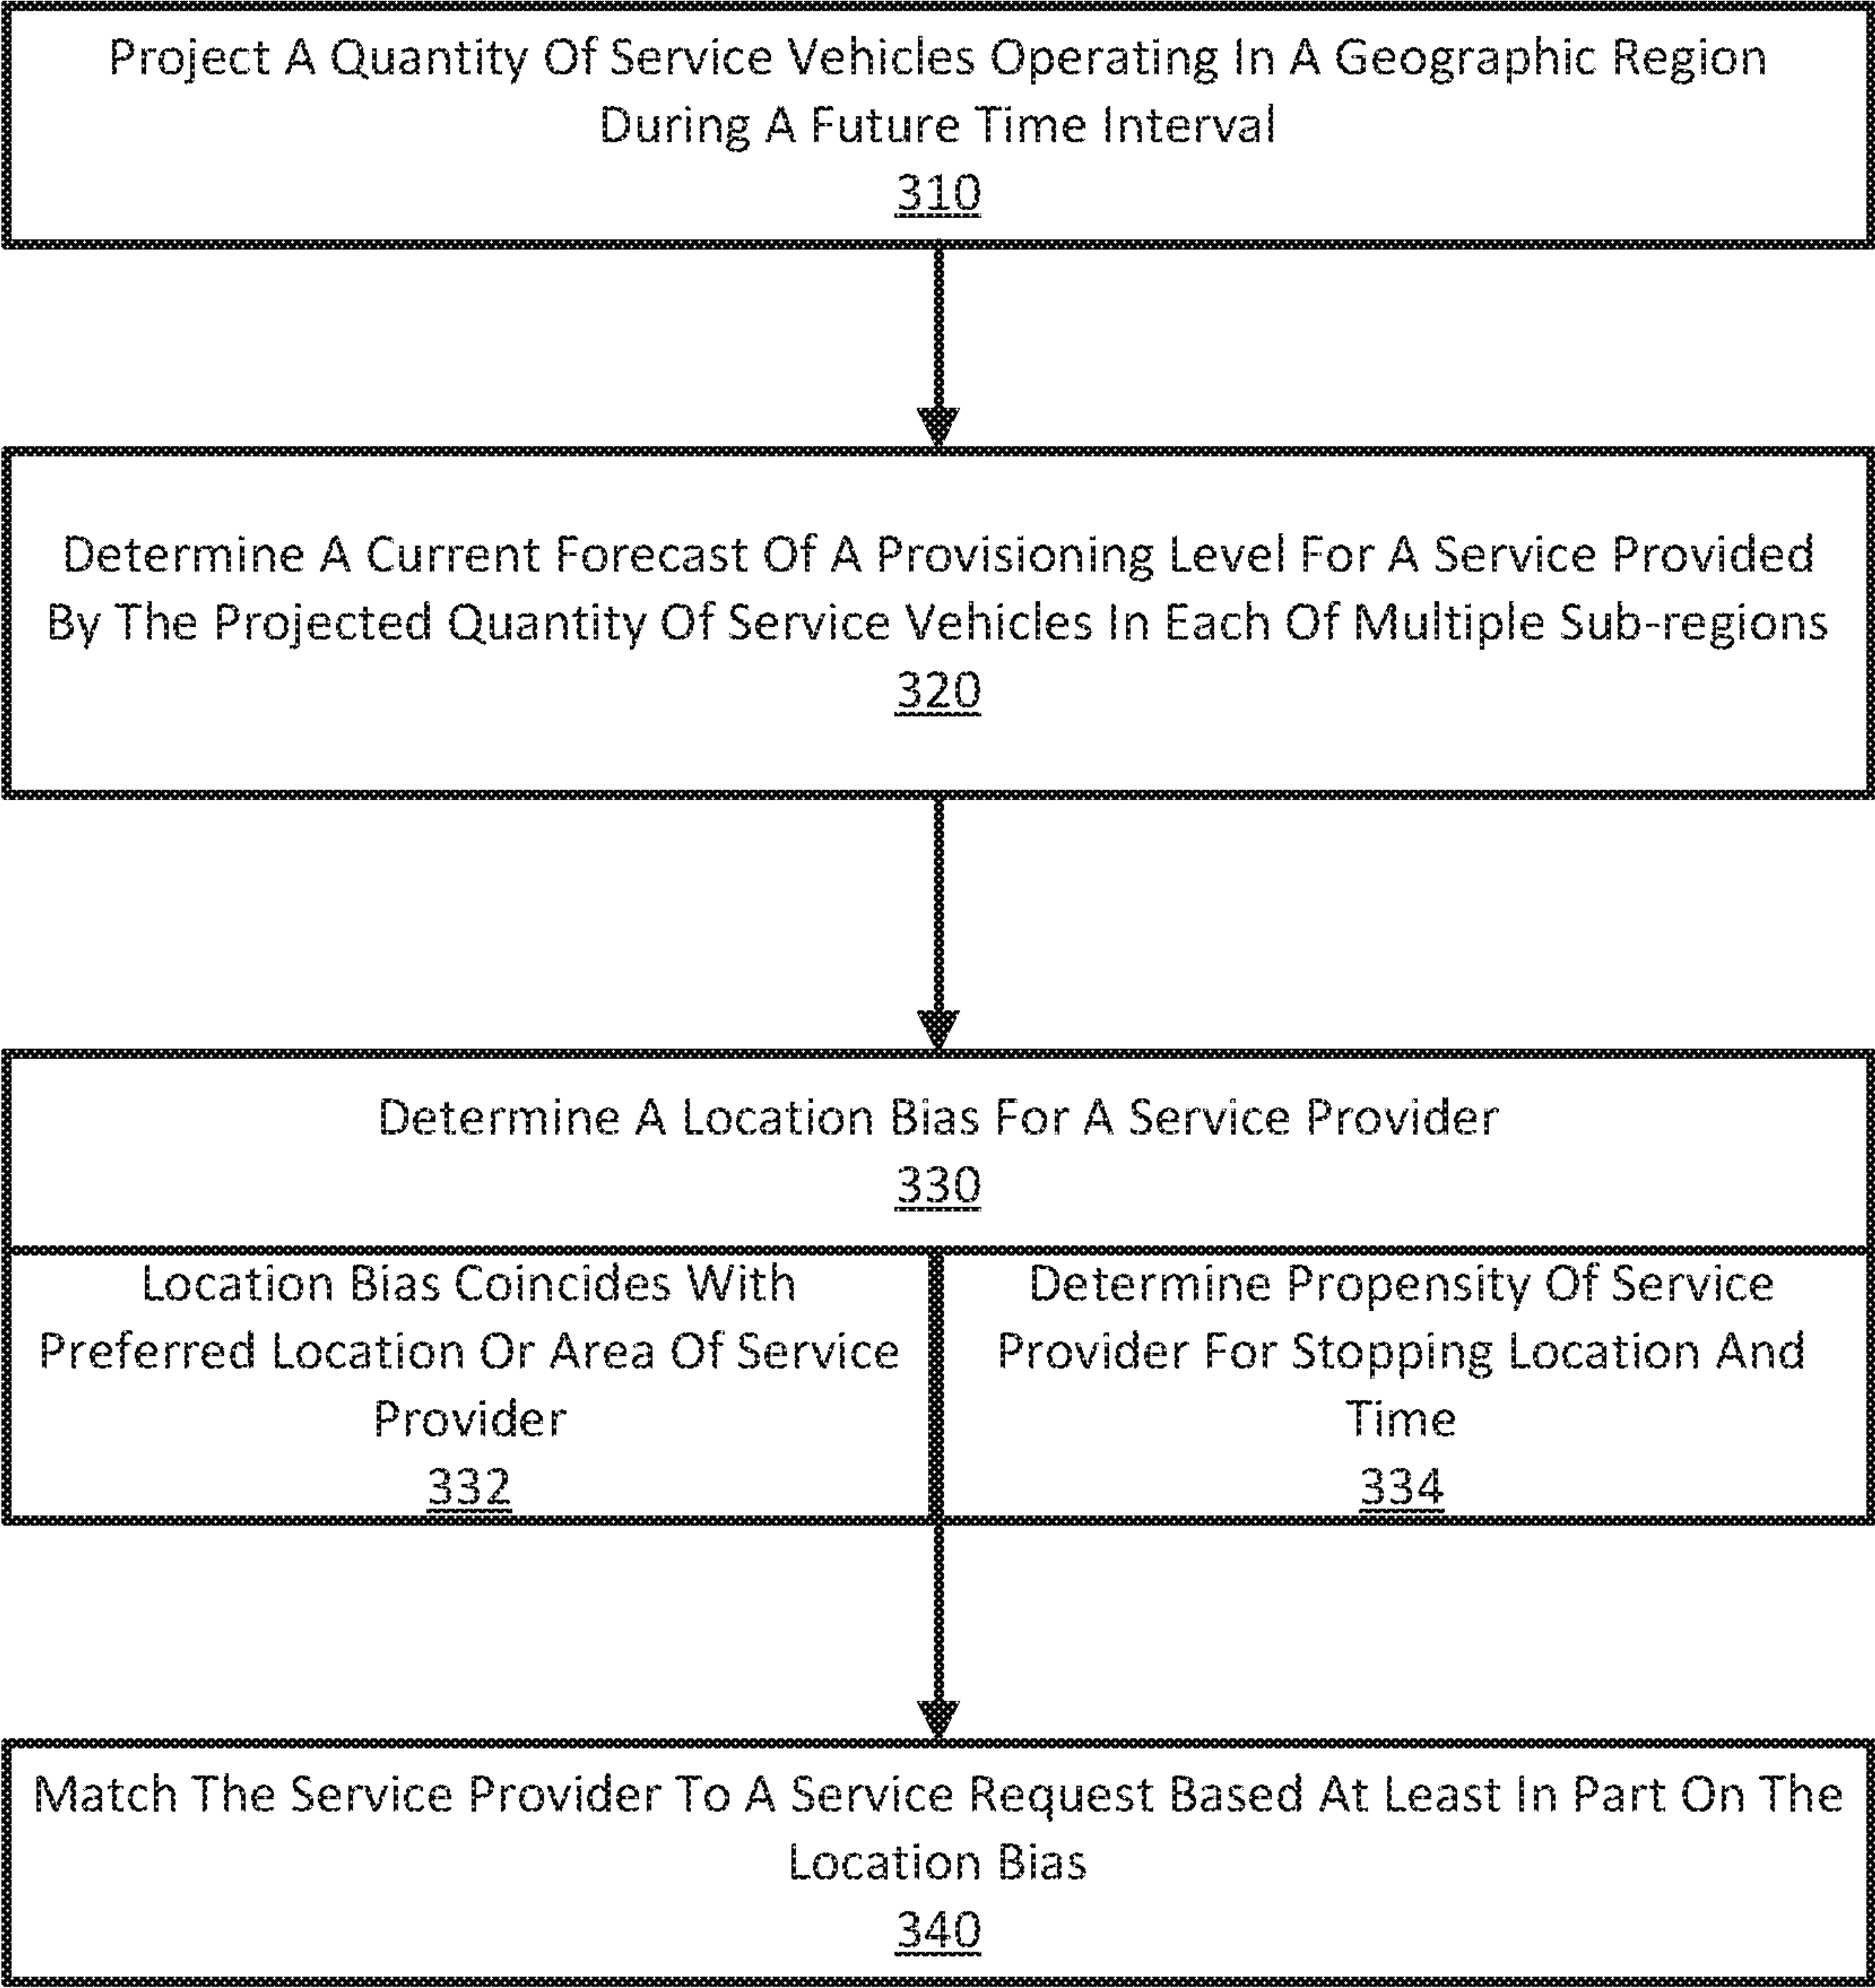 Project A Quantity Of Service Vehicles Operating In A Geographic Region
During A Future Time Interval
310
Determine A Current Forecast Of A Provisioning Level For A Service Provided
By The Projected Quantity Of Service Vehicles In Each Of Multiple Sub-regions
320
Determine A Location Bias For A Service Provider
330
Location Bias Coincides With
Preferred Location Or Area Of Service
Provider
332
Determine Propensity Of Service
Provider For Stopping Location And
Time
334
Match The Service Provider To A Service Request Based At Least In Part On The
Location Bias
340